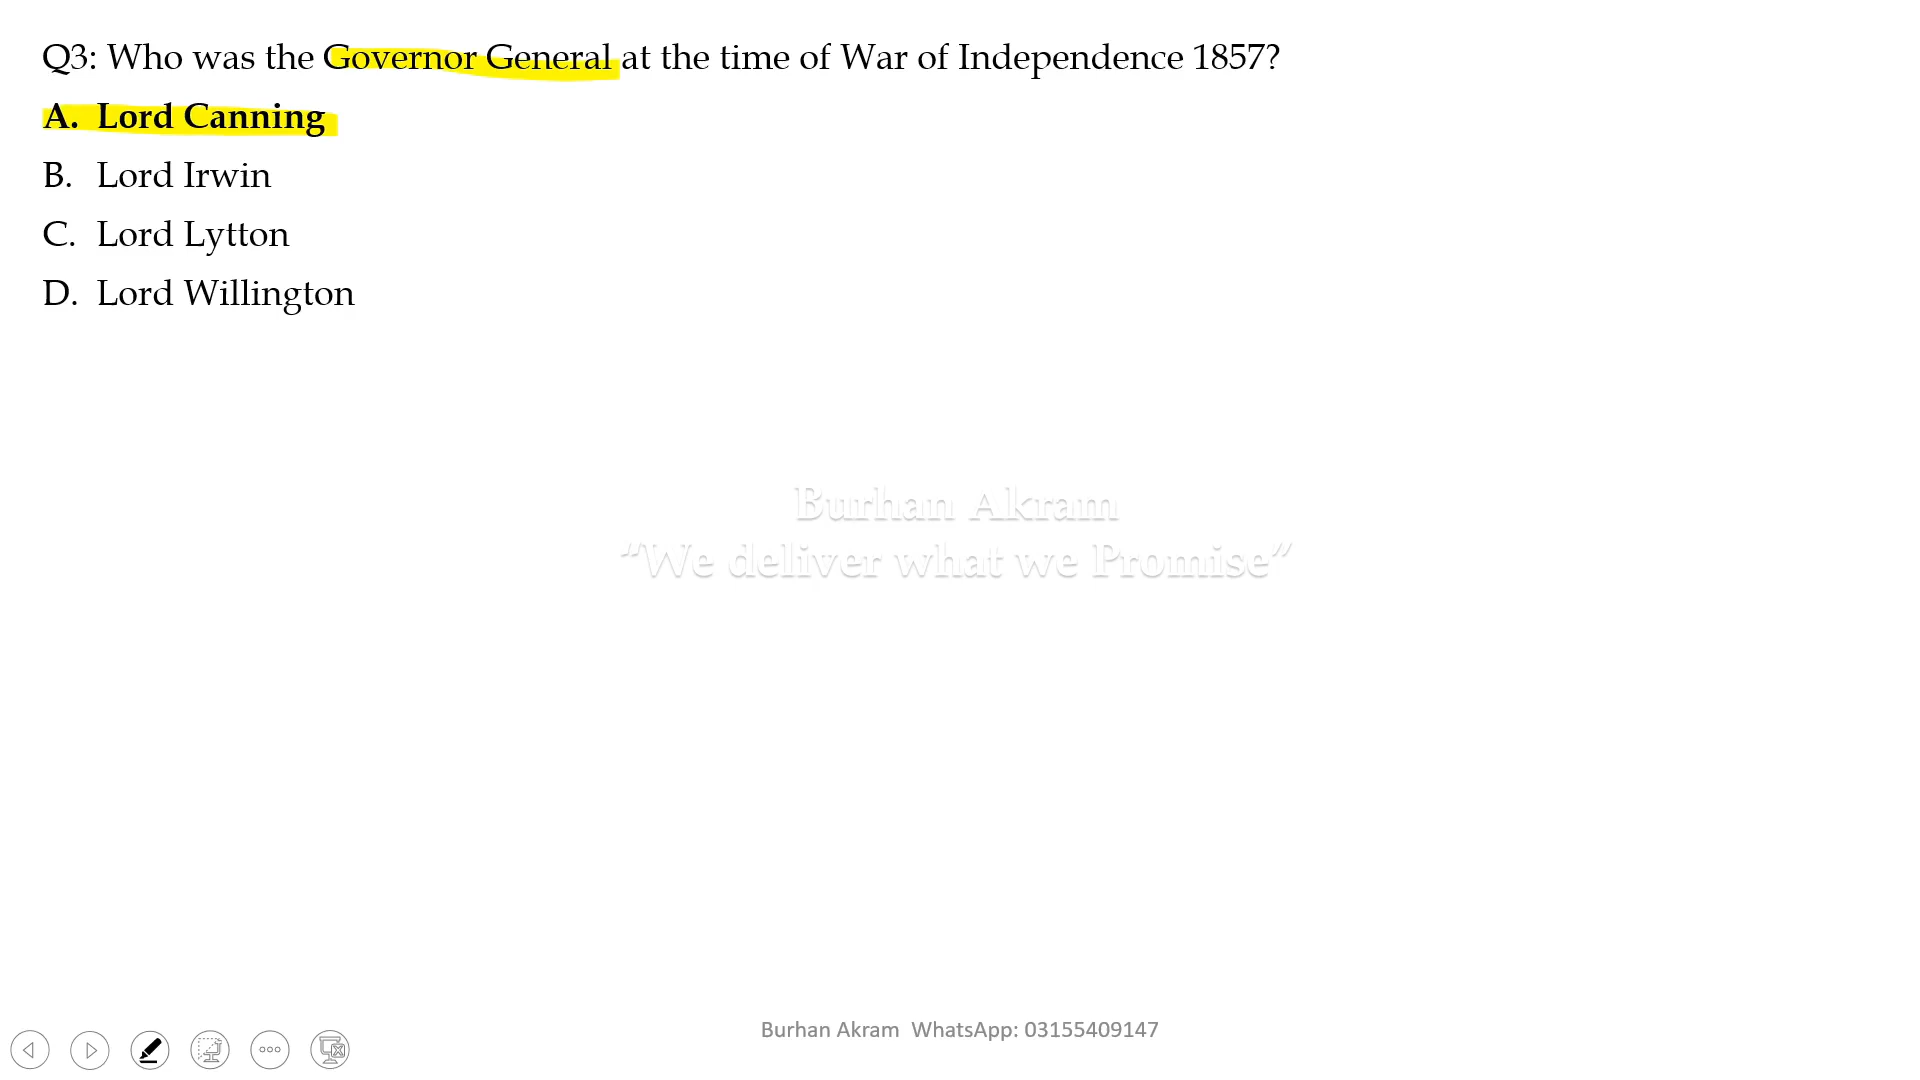 Q3: Who was the Governor General at the time of War of Independence 1857?
A. Lord Canning
B. Lord Irwin
C. Lord Lytton
D. Lord Willington
Burhan Akram
“We deliver what we Promise”
Burhan Akram WhatsApp: 03155409147